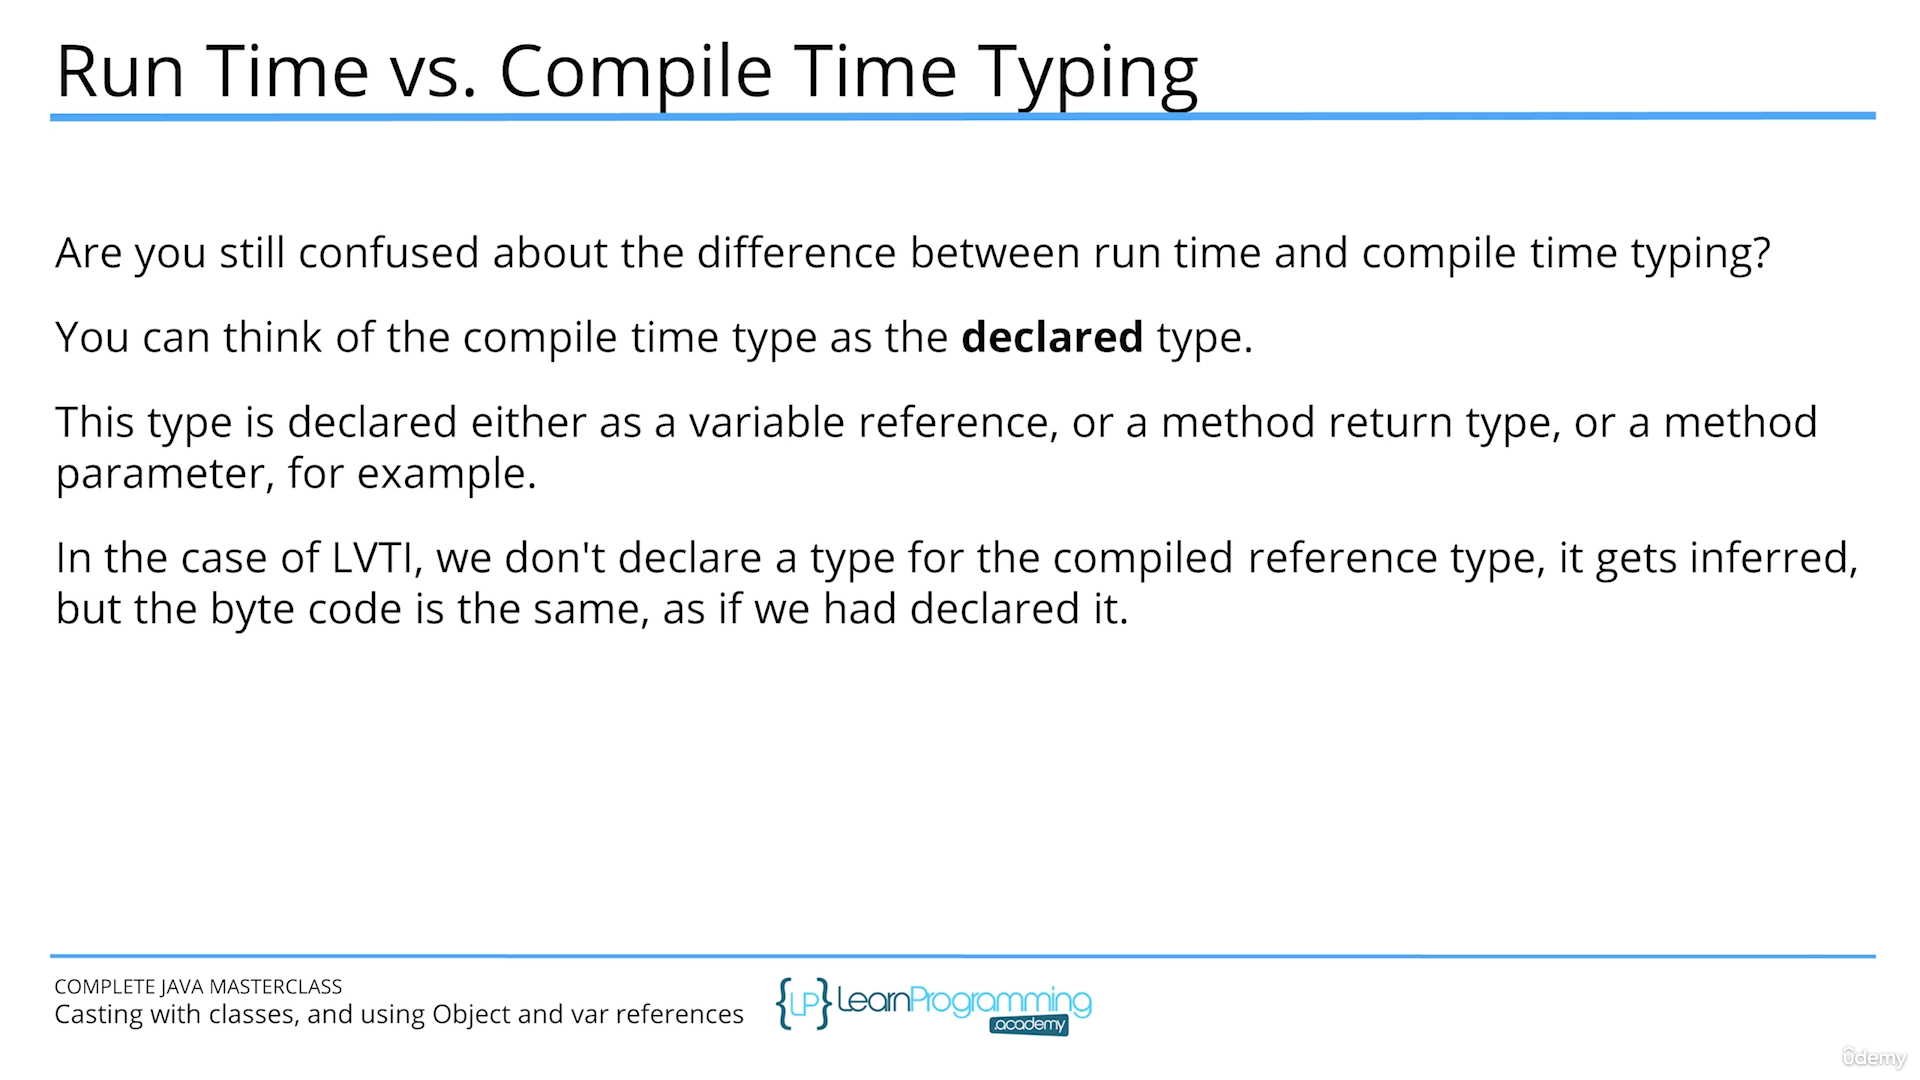 Run Time vs. Compile Time Typing
Are you still confused about the difference between run time and compile time typing?
You can think of the compile time type as the declared type.
This type is declared either as a variable reference, or a method return type, or a method
parameter, for example.
In the case of LVTI, we don't declare a type for the compiled reference type, it gets inferred,
but the byte code is the same, as if we had declared it.
COMPLETE JAVA MASTERCLASS
Casting with classes, and using Object and var references
{LP} LearnProgramming
.academy
ûdemy